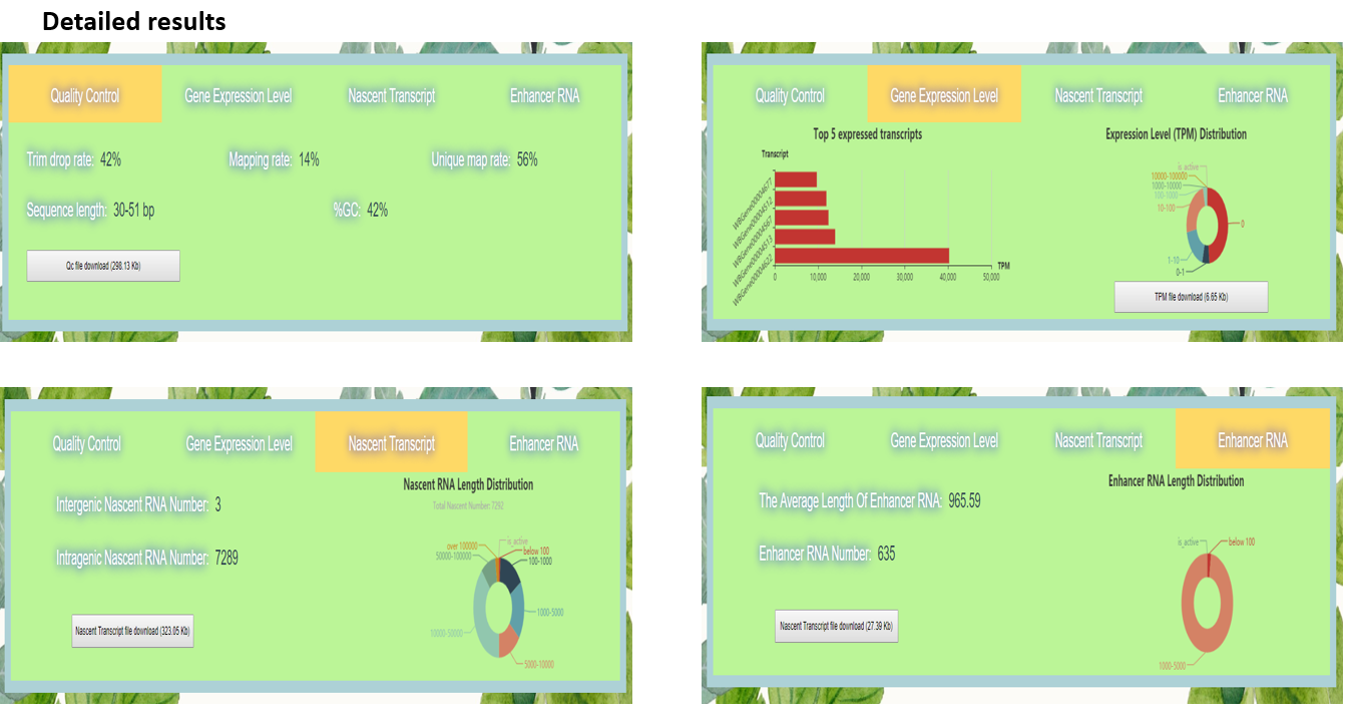 Detailed results
Quality Control
Gene Expression Level
Nascent Transcript
Enhancer RNA
Trim drop rate: 42%
Mapping rate: 14%
Unique map rate: 56%
Sequence length: 30-51 bp
%GC: 42%
Qc file download (298.13 Kb)
Quality Control
Gene Expression Level
Nascent Transcript
Enhancer RNA
Top 5 expressed transcripts
Transcript
WBGene00004677
WBGene00004512
WBGene00004567
WBGene00004513
WBGene00004622
TPM
0
10,000
20,000
30,000
40,000
50,000
Expression Level (TPM) Distribution
is_active
10000-100000
1000-10000
100-1000
10-100
0
1-10
0-1
TPM file download (6.65 Kb)
Quality Control
Gene Expression Level
Nascent Transcript
Enhancer RNA
Intergenic Nascent RNA Number: 3
Intragenic Nascent RNA Number: 7289
Nascent Transcript file download (323.05 Kb)
Nascent RNA Length Distribution
Total Nascent Number: 7292
is_active
over 100000
below 100
50000-100000
100-1000
1000-5000
10000-50000
5000-10000
Quality Control
Gene Expression Level
Nascent Transcript
Enhancer RNA
The Average Length Of Enhancer RNA: 965.59
Enhancer RNA Number: 635
Nascent Transcript file download (27.39 Kb)
Enhancer RNA Length Distribution
is_active
below 100
1000-5000